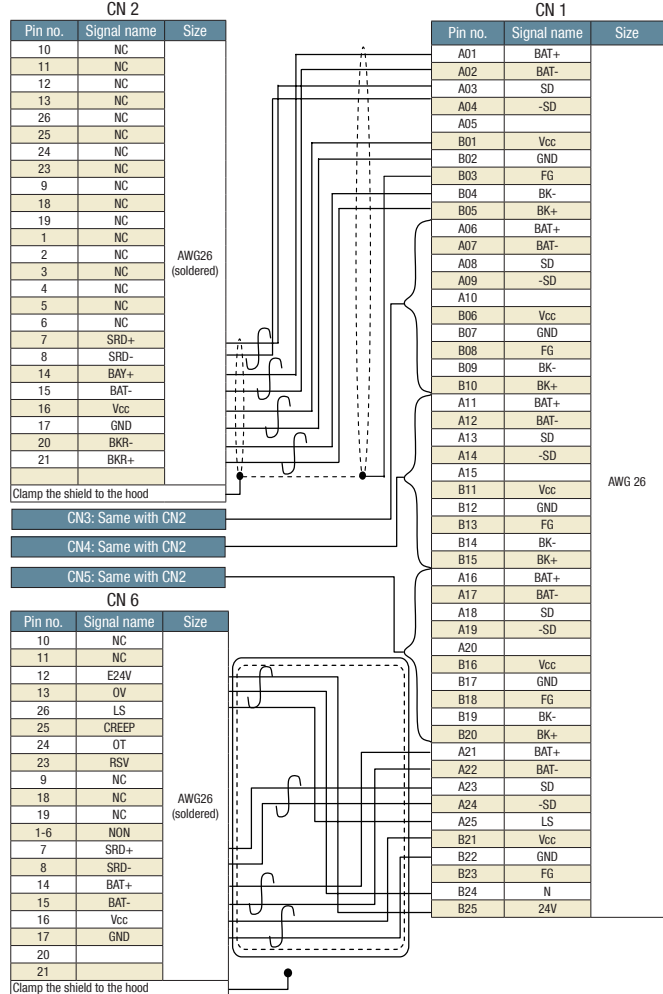 CN 2
Pin no. Signal name Size
10 NC
11 NC
12 NC
13 NC
26 NC
25 NC
24 NC
23 NC
9 NC
18 NC
19 NC
1 NC
2 NC
3 NC
4 NC
5 NC
6 NC
7 SRD+
8 SRD-
14 BAY+
15 BAT-
16 Vcc
17 GND
20 BKR-
21 BKR+
AWG26
(soldered)
Clamp the shield to the hood
CN3: Same with CN2
CN4: Same with CN2
CN5: Same with CN2
CN 6
Pin no. Signal name Size
10 NC
11 NC
12 E24V
13 OV
26 LS
25 CREEP
24 OT
23 RSV
9 NC
18 NC
19 NC
1-6 NON
7 SRD+
8 SRD-
14 BAT+
15 BAT-
16 Vcc
17 GND
20
21
AWG26
(soldered)
Clamp the shield to the hood
CN 1
Pin no. Signal name Size
A01 BAT+
A02 BAT-
A03 SD
A04 -SD
A05
B01 Vcc
B02 GND
B03 FG
B04 BK-
B05 BK+
A06 BAT+
A07 BAT-
A08 SD
A09 -SD
A10
B06 Vcc
B07 GND
B08 FG
B09 BK-
B10 BK+
A11 BAT+
A12 BAT-
A13 SD
A14 -SD
A15
B11 Vcc
B12 GND
B13 FG
B14 BK-
B15 BK+
A16 BAT+
A17 BAT-
A18 SD
A19 -SD
A20
B16 Vcc
B17 GND
B18 FG
B19 BK-
B20 BK+
A21 BAT+
A22 BAT-
A23 SD
A24 -SD
A25 LS
B21 Vcc
B22 GND
B23 FG
B24 N
B25 24V
AWG 26